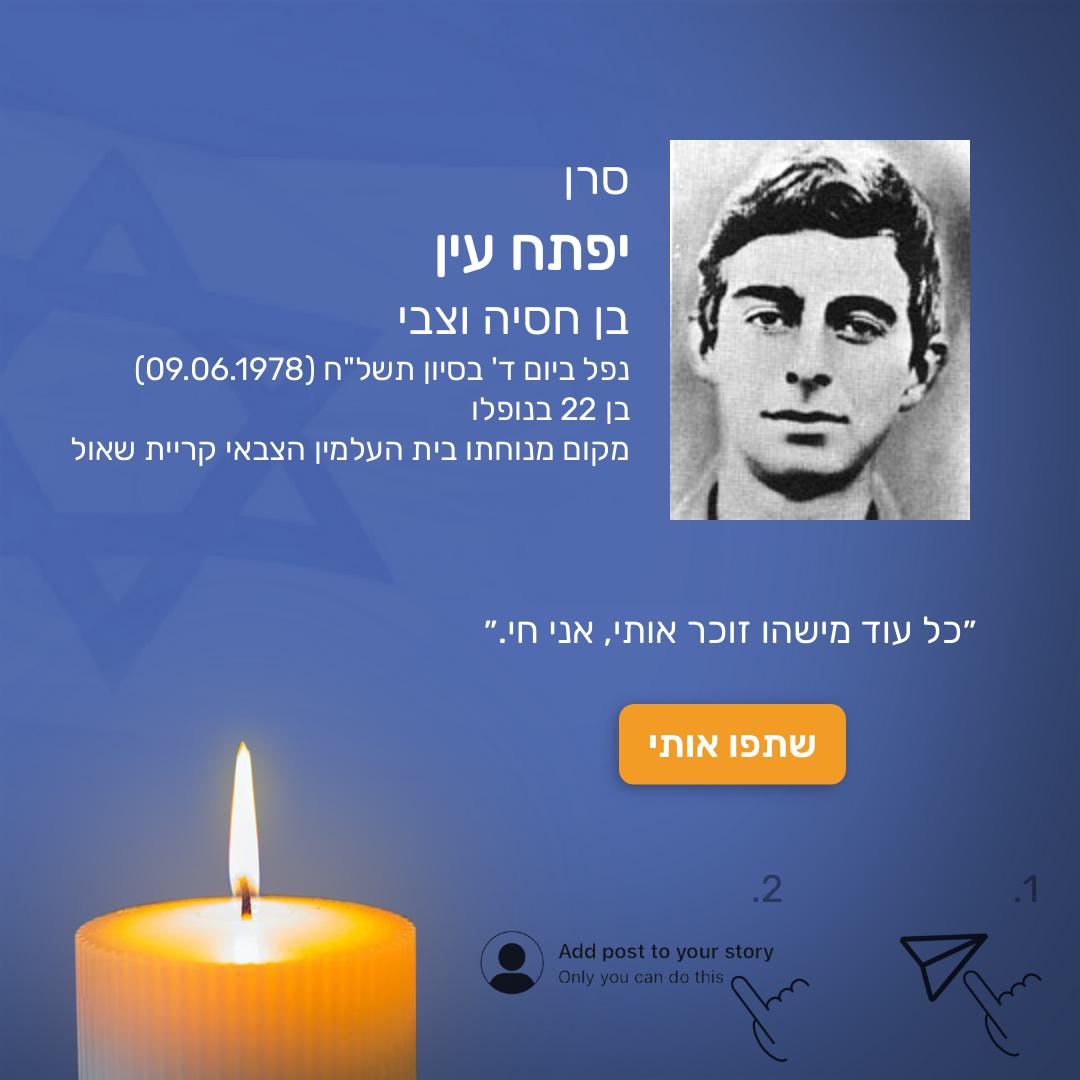 סרן
יפתח עין
בן חסיה וצבי
נפל ביום ד' בסיון תשל"ח (09.06.1978)
בן 22 בנופלו
מקום מנוחתו בית העלמין הצבאי קריית שאול
״כל עוד מישהו זוכר אותי, אני חי.״
שתפו אותי
1.
2.
Add post to your story
Only you can do this